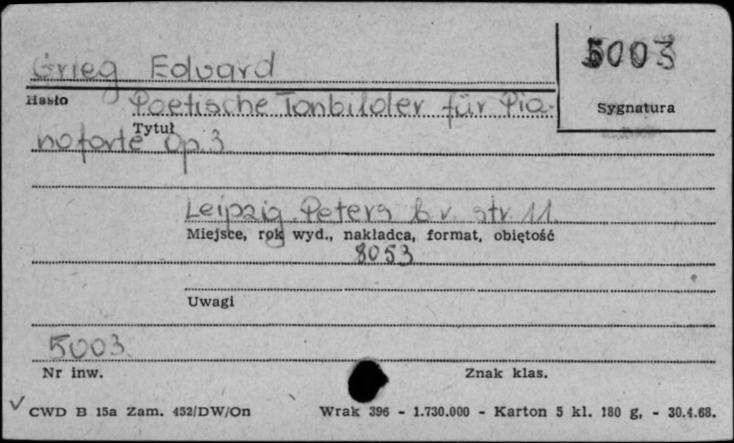 5003
Grieg Edvard
Hasło
Sygnatura
Poetische Tonbilder für Pia-
Tytuł
noforte Op. 3
Leipzig Peters b. r. str. 11.
Miejsce, rok wyd., nakładca, format, obiętość
8053
Uwagi
5003
Nr inw.
Znak klas.
CWD B 15a Zam. 452/DW/On Wrak 396 - 1.730.000 - Karton 5 kl. 180 g, - 30.4.68.